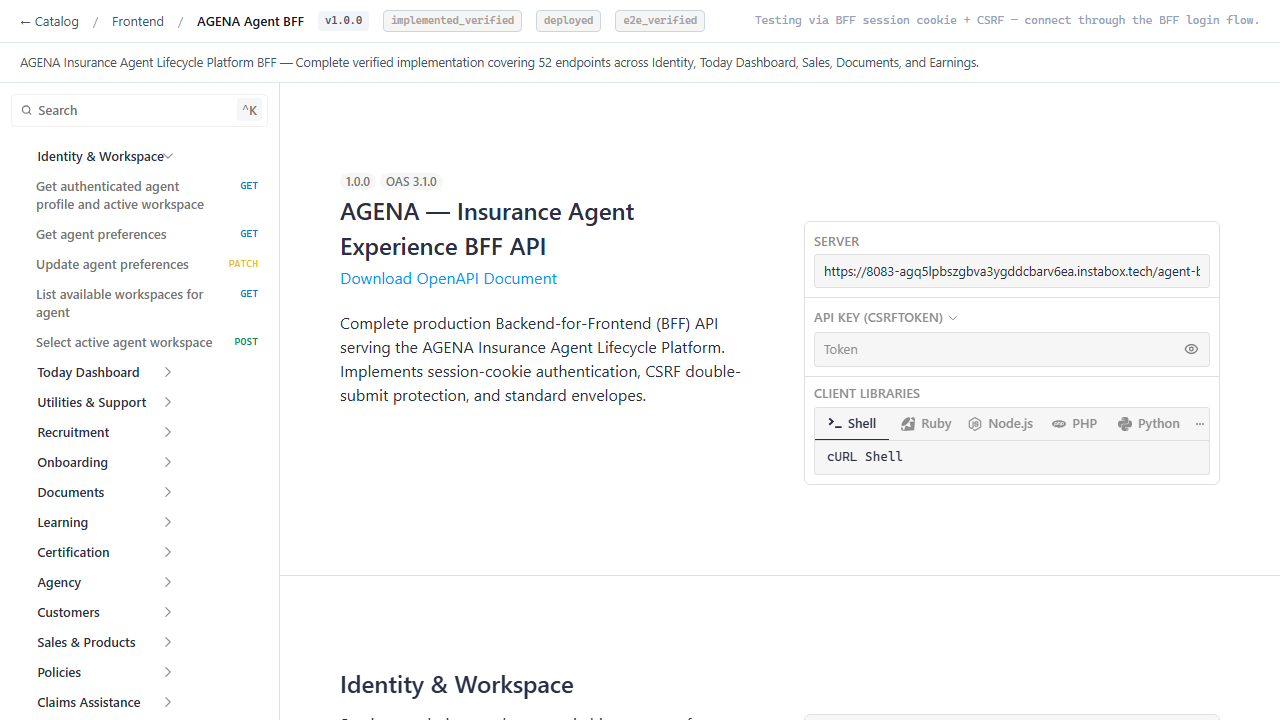 ← Catalog / Frontend / AGENA Agent BFF v1.0.0 implemented_verified deployed e2e_verified Testing via BFF session cookie + CSRF — connect through the BFF login flow.
AGENA Insurance Agent Lifecycle Platform BFF — Complete verified implementation covering 52 endpoints across Identity, Today Dashboard, Sales, Documents, and Earnings.
Search ^K
Identity & Workspace
Get authenticated agent GET
profile and active workspace
Get agent preferences GET
Update agent preferences PATCH
List available workspaces for GET
agent
Select active agent workspace POST
Today Dashboard
Utilities & Support
Recruitment
Onboarding
Documents
Learning
Certification
Agency
Customers
Sales & Products
Policies
Claims Assistance
1.0.0 OAS 3.1.0
AGENA — Insurance Agent
Experience BFF API
Download OpenAPI Document
Complete production Backend-for-Frontend (BFF) API
serving the AGENA Insurance Agent Lifecycle Platform.
Implements session-cookie authentication, CSRF double-
submit protection, and standard envelopes.
SERVER
https://8083-agq5lpbszgbva3ygddcbarv6ea.instabox.tech/agent-b
API KEY (CSRFTOKEN)
Token
CLIENT LIBRARIES
Shell Ruby Node.js PHP Python ···
cURL Shell
Identity & Workspace